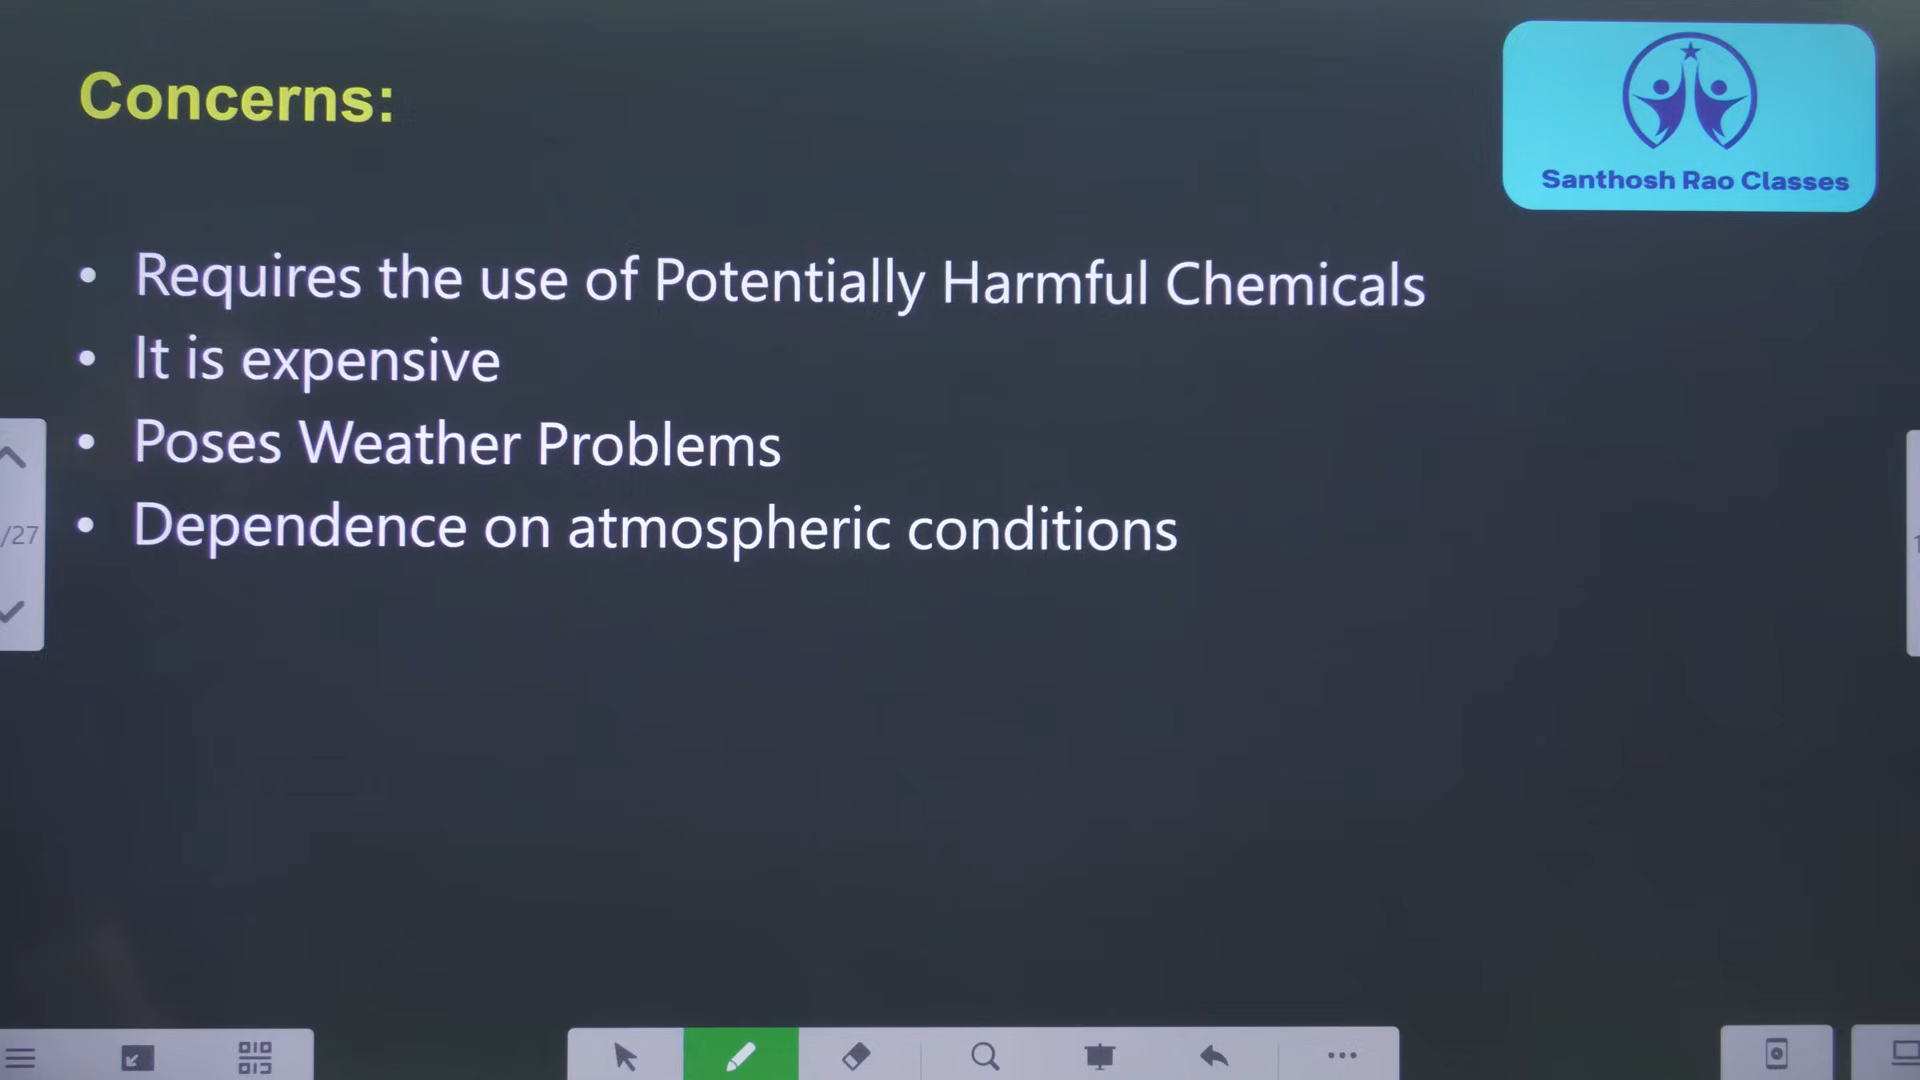 Concerns:
Santhosh Rao Classes
• Requires the use of Potentially Harmful Chemicals
• It is expensive
• Poses Weather Problems
• Dependence on atmospheric conditions
/27